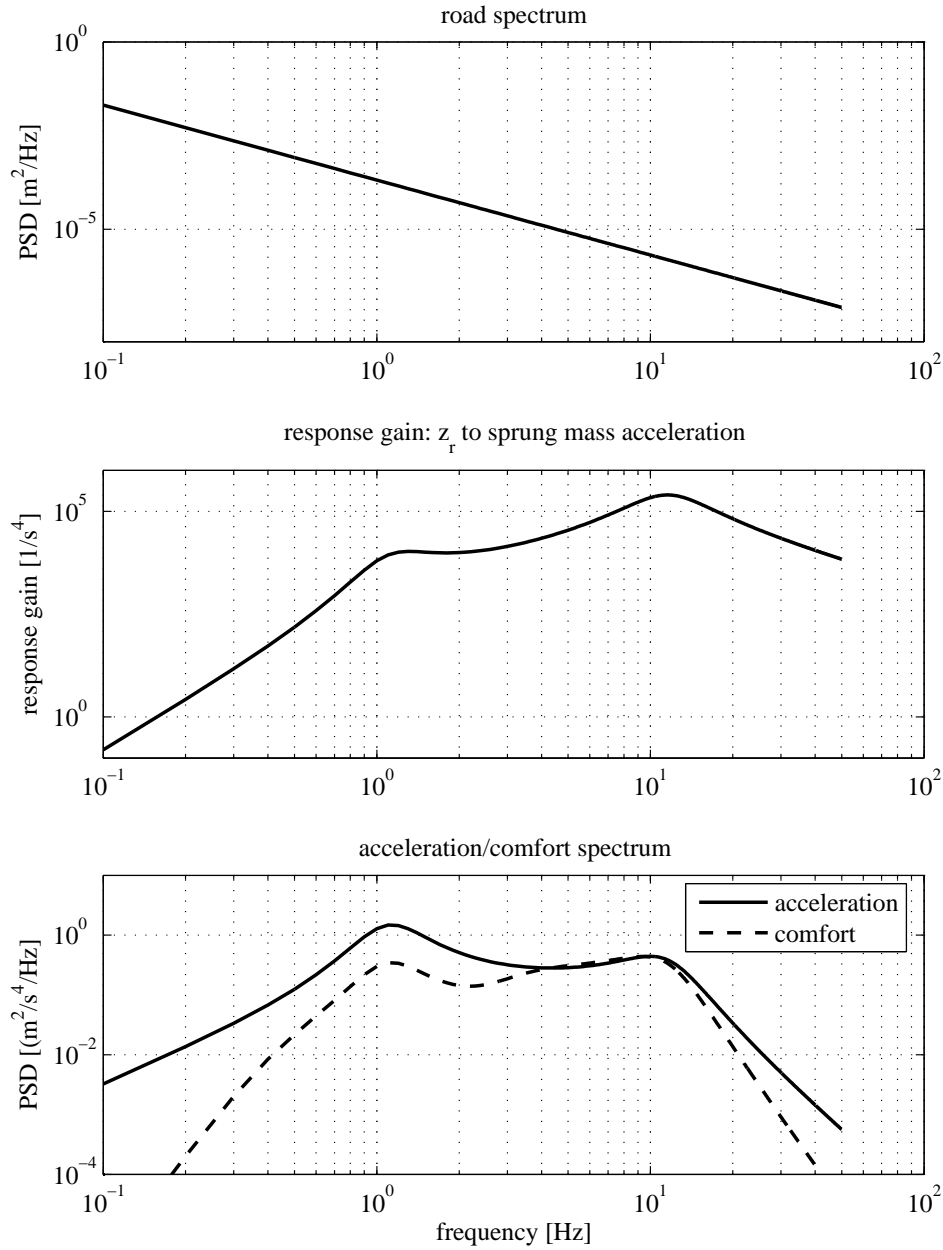 road spectrum
10^0
10^-5
PSD [m^2/Hz]
10^-1 10^0 10^1 10^2
response gain: z_r to sprung mass acceleration
10^5
10^0
response gain [1/s^4]
10^-1 10^0 10^1 10^2
acceleration/comfort spectrum
10^0
10^-2
10^-4
PSD [(m^2/s^4/Hz]
acceleration
comfort
10^-1 10^0 10^1 10^2
frequency [Hz]